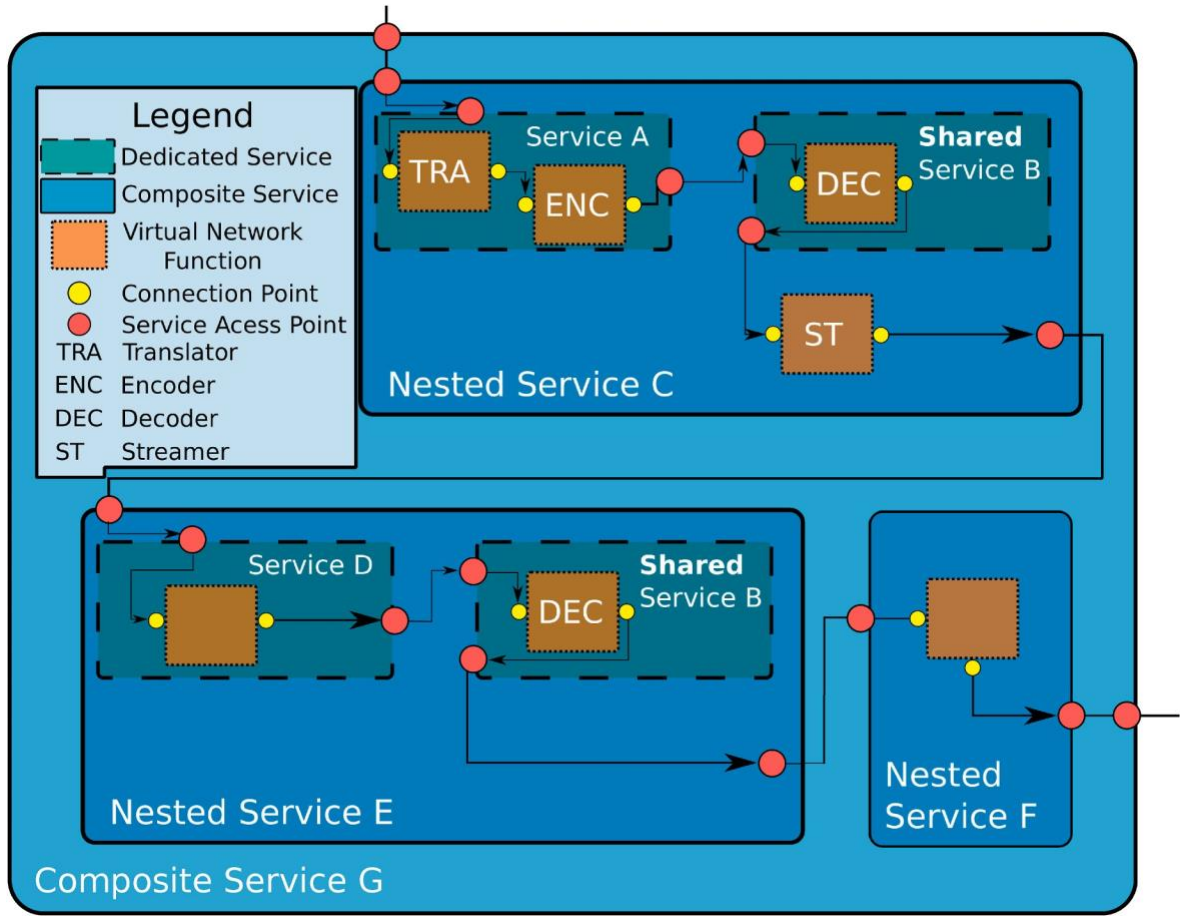 Legend
Dedicated Service
Composite Service
Virtual Network
Function
Connection Point
Service Acess Point
TRA Translator
ENC Encoder
DEC Decoder
ST Streamer
Service A
TRA
ENC
Shared
Service B
DEC
ST
Nested Service C
Service D
Shared
Service B
DEC
Nested Service E
Nested
Service F
Composite Service G